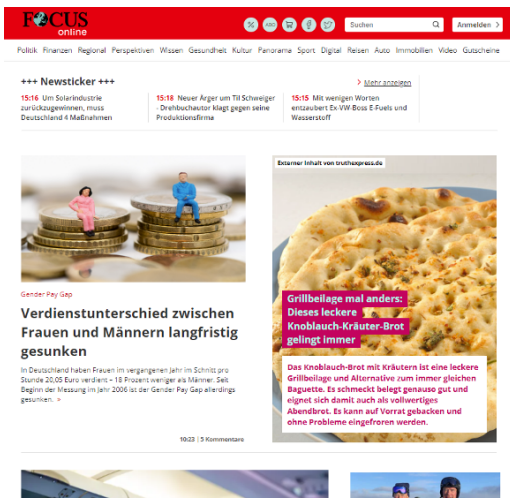 FOCUS
online
ABO
Suchen
Anmelden >
Politik Finanzen Regional Perspektiven Wissen Gesundheit Kultur Panorama Sport Digital Reisen Auto Immobilien Video Gutscheine
+++ Newsticker +++
> Mehr anzeigen
15:16 Um Solarindustrie
zurückzugewinnen, muss
Deutschland 4 Maßnahmen
15:18 Neuer Ärger um Til Schweiger
- Drehbuchautor klagt gegen seine
Produktionsfirma
15:15 Mit wenigen Worten
entzaubert Ex-VW-Boss E-Fuels und
Wasserstoff
Gender Pay Gap
Verdienstunterschied zwischen
Frauen und Männern langfristig
gesunken
In Deutschland haben Frauen im vergangenen Jahr im Schnitt pro
Stunde 20,05 Euro verdient – 18 Prozent weniger als Männer. Seit
Beginn der Messung im Jahr 2006 ist der Gender Pay Gap allerdings
gesunken. >
10:23 | 5 Kommentare
Externer Inhalt von truthexpress.de
Grillbeilage mal anders:
Dieses leckere
Knoblauch-Kräuter-Brot
gelingt immer
Das Knoblauch-Brot mit Kräutern ist eine leckere
Grillbeilage und Alternative zum immer gleichen
Baguette. Es schmeckt belegt genauso gut und
eignet sich damit auch als vollwertiges
Abendbrot. Es kann auf Vorrat gebacken und
ohne Probleme eingefroren werden.